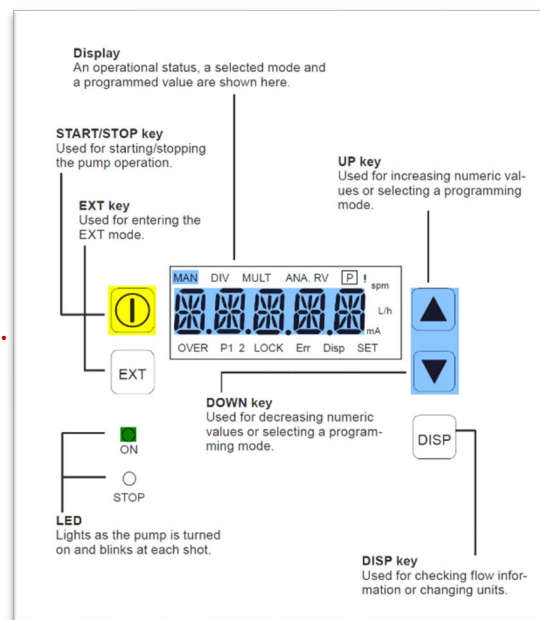 Display
An operational status, a selected mode and
a programmed value are shown here.
START/STOP key
Used for starting/stopping
the pump operation.
UP key
Used for increasing numeric val-
ues or selecting a programming
mode.
EXT key
Used for entering the
EXT mode.
MAN DIV MULT ANA. RV P !
spm
L/h
mA
OVER P1 2 LOCK Err Disp SET
EXT
DOWN key
Used for decreasing numeric
values or selecting a program-
ming mode.
DISP
ON
STOP
LED
Lights as the pump is turned
on and blinks at each shot.
DISP key
Used for checking flow infor-
mation or changing units.